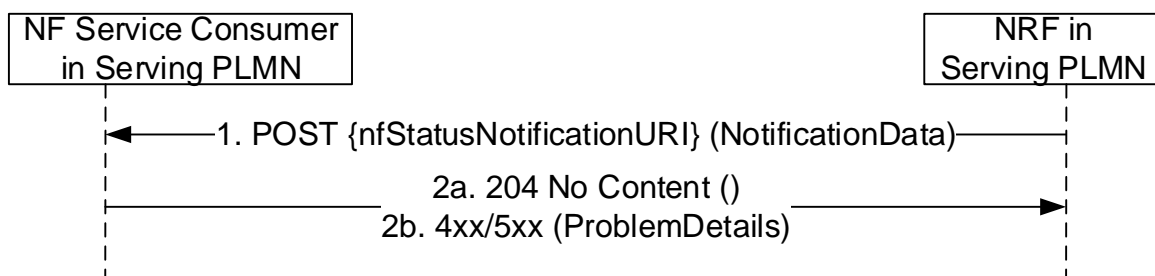 NF Service Consumer
in Serving PLMN
NRF in
Serving PLMN
1. POST {nfStatusNotificationURI} (NotificationData)
2a. 204 No Content ()
2b. 4xx/5xx (ProblemDetails)